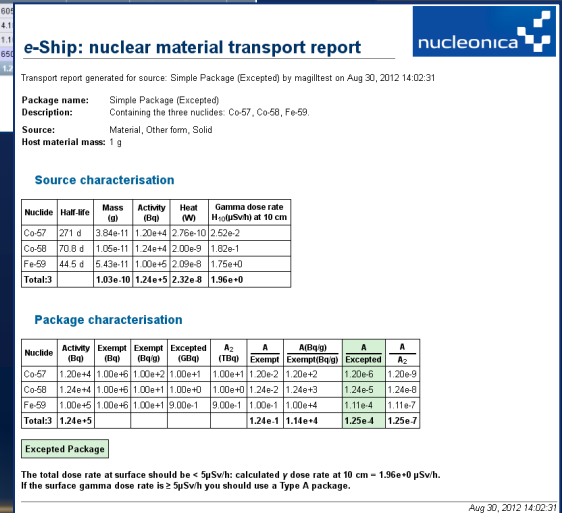 605
4.1
1.1
650
1.2
e-Ship: nuclear material transport report
nucleonica
Transport report generated for source: Simple Package (Excepted) by magilltest on Aug 30, 2012 14:02:31
Package name: Simple Package (Excepted)
Description: Containing the three nuclides: Co-57, Co-58, Fe-59.
Source: Material, Other form, Solid
Host material mass: 1 g
Source characterisation
Nuclide Half-life Mass (g) Activity (Bq) Heat (W) Gamma dose rate H10(µSv/h) at 10 cm
Co-57 271 d 3.84e-11 1.20e+4 2.76e-10 2.52e-2
Co-58 70.8 d 1.05e-11 1.24e+4 2.00e-9 1.82e-1
Fe-59 44.5 d 5.43e-11 1.00e+5 2.09e-8 1.75e+0
Total:3 1.03e-10 1.24e+5 2.32e-8 1.96e+0
Package characterisation
Nuclide Activity (Bq) Exempt (Bq) Exempt (Bq/g) Excepted (GBq) A2 (TBq) A Exempt A(Bq/g) Exempt(Bq/g) A Excepted A A2
Co-57 1.20e+4 1.00e+6 1.00e+2 1.00e+1 1.00e+1 1.20e-2 1.20e+2 1.20e-6 1.20e-9
Co-58 1.24e+4 1.00e+6 1.00e+1 1.00e+0 1.00e+0 1.24e-2 1.24e+3 1.24e-5 1.24e-8
Fe-59 1.00e+5 1.00e+6 1.00e+1 9.00e-1 9.00e-1 1.00e-1 1.00e+4 1.11e-4 1.11e-7
Total:3 1.24e+5 1.24e-1 1.14e+4 1.25e-4 1.25e-7
Excepted Package
The total dose rate at surface should be < 5µSv/h: calculated γ dose rate at 10 cm = 1.96e+0 µSv/h.
If the surface gamma dose rate is ≥ 5µSv/h you should use a Type A package.
Aug 30, 2012 14:02:31